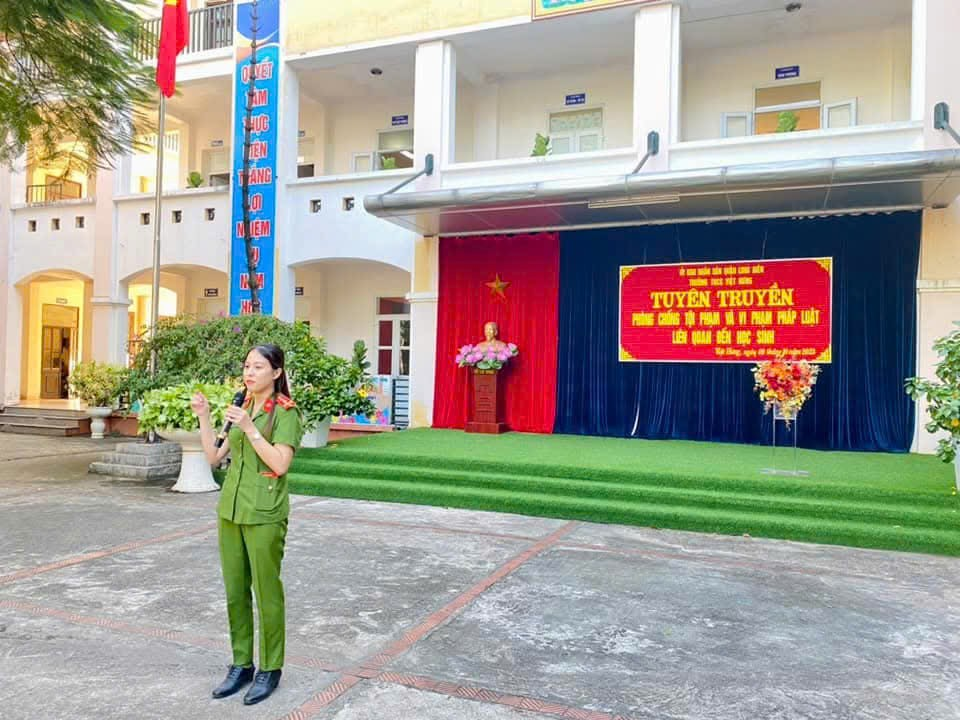 QUYẾT
TÂM
THỰC
HIỆN
THẮNG
LỢI
NHIỆM
VỤ
NĂM
HỌC
ỦY BAN NHÂN DÂN QUẬN LONG BIÊN
TRƯỜNG THCS VIỆT HƯNG
TUYÊN TRUYỀN
PHÒNG CHỐNG TỘI PHẠM VÀ VI PHẠM PHÁP LUẬT
LIÊN QUAN ĐẾN HỌC SINH